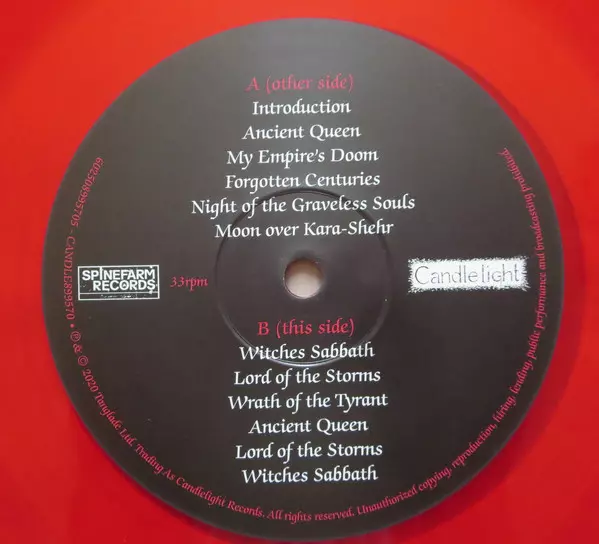 A (other side)
Introduction
Ancient Queen
My Empire's Doom
Forgotten Centuries
Night of the Graveless Souls
Moon over Kara-Shehr
SPINEFARM
RECORDS
33rpm
Candlelight
B (this side)
Witches Sabbath
Lord of the Storms
Wrath of the Tyrant
Ancient Queen
Lord of the Storms
Witches Sabbath
602508995705 - CANDLE899570 • ℗ & © 2020 Tanglade Ltd. Trading As Candlelight Records. All rights reserved. Unauthorized copying, reproduction, hiring, lending, public performance and broadcasting prohibited.